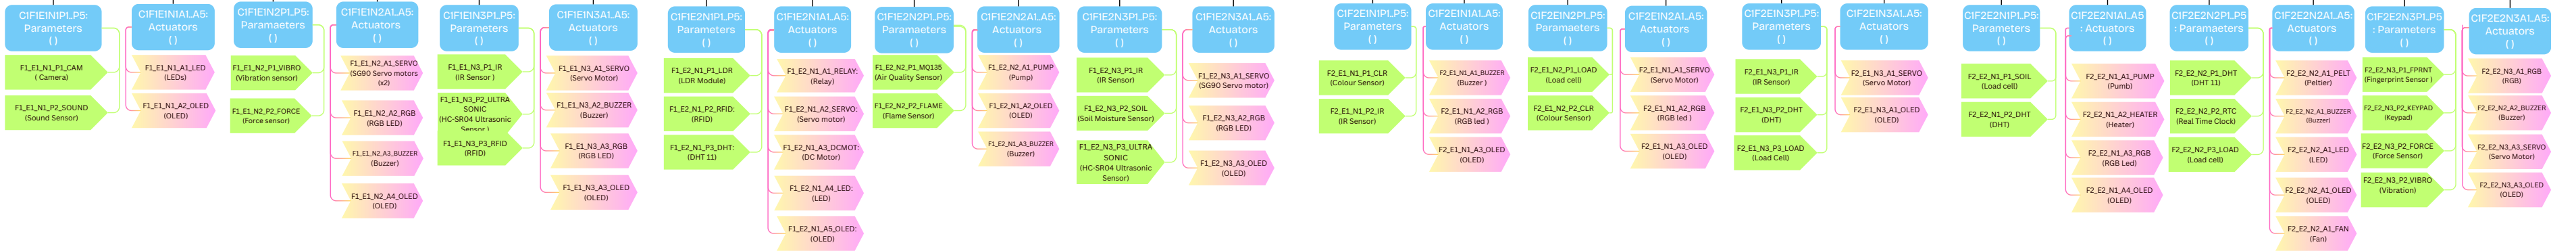 C1F1E1N1P1_P5:
Parameters
( )
F1_E1_N1_P1_CAM
( Camera)
F1_E1_N1_P2_SOUND
(Sound Sensor)
C1F1E1N1A1_A5:
Actuators
( )
F1_E1_N1_A1_LED
(LEDs)
F1_E1_N1_A2_OLED
(OLED)
C1F1E1N2P1_P5:
Paramaeters
( )
F1_E1_N2_P1_VIBRO
(Vibration sensor)
F1_E1_N2_P2_FORCE
(Force sensor)
C1F1E1N2A1_A5:
Actuators
( )
F1_E1_N2_A1_SERVO
(SG90 Servo motors
(x2)
F1_E1_N2_A2_RGB
(RGB LED)
F1_E1_N2_A3_BUZZER
(Buzzer)
F1_E1_N2_A4_OLED
(OLED)
C1F1E1N3P1_P5:
Parameters
( )
F1_E1_N3_P1_IR
(IR Sensor )
F1_E1_N3_P2_ULTRA
SONIC
(HC-SR04 Ultrasonic
Sensor )
F1_E1_N3_P3_RFID
(RFID)
C1F1E1N3A1_A5:
Actuators
( )
F1_E1_N3_A1_SERVO
(Servo Motor)
F1_E1_N3_A2_BUZZER
(Buzzer)
F1_E1_N3_A3_RGB
(RGB LED)
F1_E1_N3_A3_OLED
(OLED)
C1F1E2N1P1_P5:
Parameters
( )
F1_E2_N1_P1_LDR
(LDR Module)
F1_E2_N1_P2_RFID:
(RFID)
F1_E2_N1_P3_DHT:
(DHT 11)
C1F1E2N1A1_A5:
Actuators
( )
F1_E2_N1_A1_RELAY:
(Relay)
F1_E2_N1_A2_SERVO:
(Servo motor)
F1_E2_N1_A3_DCMOT:
(DC Motor)
F1_E2_N1_A4_LED:
(LED)
F1_E2_N1_A5_OLED:
(OLED)
C1F1E2N2P1_P5:
Paramaeters
( )
F1_E2_N2_P1_MQ135
(Air Quality Sensor)
F1_E2_N2_P2_FLAME
(Flame Sensor)
C1F1E2N2A1_A5:
Actuators
( )
F1_E2_N2_A1_PUMP
(Pump)
F1_E2_N1_A2_OLED
(OLED)
F1_E2_N1_A3_BUZZER
(Buzzer)
C1F1E2N3P1_P5:
Parameters
( )
F1_E2_N3_P1_IR
(IR Sensor)
F1_E2_N3_P2_SOIL
(Soil Moisture Sensor)
F1_E2_N3_P3_ULTRA
SONIC
(HC-SR04 Ultrasonic
Sensor)
C1F1E2N3A1_A5:
Actuators
( )
F1_E2_N3_A1_SERVO
(SG90 Servo motor)
F1_E2_N3_A2_RGB
(RGB LED)
F1_E2_N3_A3_OLED
(OLED)
C1F2E1N1P1_P5:
Parameters
( )
F2_E1_N1_P1_CLR
(Colour Sensor)
F2_E1_N1_P2_IR
(IR Sensor)
C1F2E1N1A1_A5:
Actuators
( )
F2_E1_N1_A1_BUZZER
(Buzzer )
F2_E1_N1_A2_RGB
(RGB led )
F2_E1_N1_A3_OLED
(OLED)
C1F2E1N2P1_P5:
Paramaeters
( )
F2_E1_N2_P1_LOAD
(Load cell)
F2_E1_N2_P2_CLR
(Colour Sensor)
C1F2E1N2A1_A5:
Actuators
( )
F2_E1_N1_A1_SERVO
(Servo Motor)
F2_E1_N1_A2_RGB
(RGB led )
F2_E1_N1_A3_OLED
(OLED)
C1F2E1N3P1_P5:
Parameters
( )
F2_E1_N3_P1_IR
(IR Sensor)
F2_E1_N3_P2_DHT
(DHT)
F2_E1_N3_P3_LOAD
(Load Cell)
C1F2E1N3A1_A5:
Actuators
( )
F2_E1_N3_A1_SERVO
(Servo Motor)
F2_E1_N3_A1_OLED
(OLED)
C1F2E2N1P1_P5:
Parameters
( )
F2_E2_N1_P1_SOIL
(Load cell)
F2_E2_N1_P2_DHT
(DHT)
C1F2E2N1A1_A5
: Actuators
( )
F2_E2_N1_A1_PUMP
(Pumb)
F2_E2_N1_A2_HEATER
(Heater)
F2_E2_N1_A3_RGB
(RGB Led)
F2_E2_N1_A4_OLED
(OLED)
C1F2E2N2P1_P5
: Paramaeters
( )
F2_E2_N2_P1_DHT
(DHT 11)
F2_E2_N2_P2_RTC
(Real Time Clock)
F2_E2_N2_P3_LOAD
(Load cell)
C1F2E2N2A1_A5:
Actuators
( )
F2_E2_N2_A1_PELT
(Peltier)
F2_E2_N2_A1_BUZZER
(Buzzer)
F2_E2_N2_A1_LED
(LED)
F2_E2_N2_A1_OLED
(OLED)
F2_E2_N2_A1_FAN
(Fan)
C1F2E2N3P1_P5
: Parameters
( )
F2_E2_N3_P1_FPRNT
(Fingerprint Sensor )
F2_E2_N3_P2_KEYPAD
(Keypad)
F2_E2_N3_P2_FORCE
(Force Sensor)
F2_E2_N3_P2_VIBRO
(Vibration)
C1F2E2N3A1_A5:
Actuators
( )
F2_E2_N3_A1_RGB
(RGB)
F2_E2_N2_A2_BUZZER
(Buzzer)
F2_E2_N3_A3_SERVO
(Servo Motor)
F2_E2_N3_A3_OLED
(OLED)